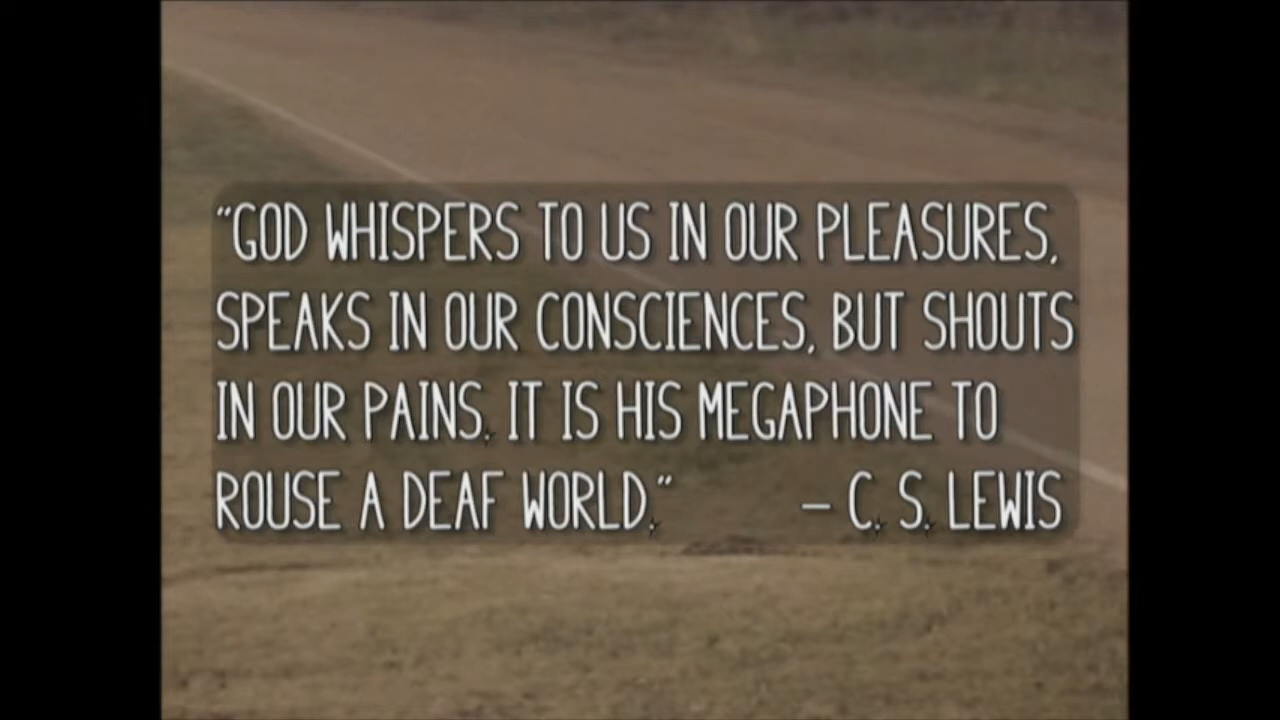 “GOD WHISPERS TO US IN OUR PLEASURES,
SPEAKS IN OUR CONSCIENCES, BUT SHOUTS
IN OUR PAINS. IT IS HIS MEGAPHONE TO
ROUSE A DEAF WORLD.” – C. S. LEWIS